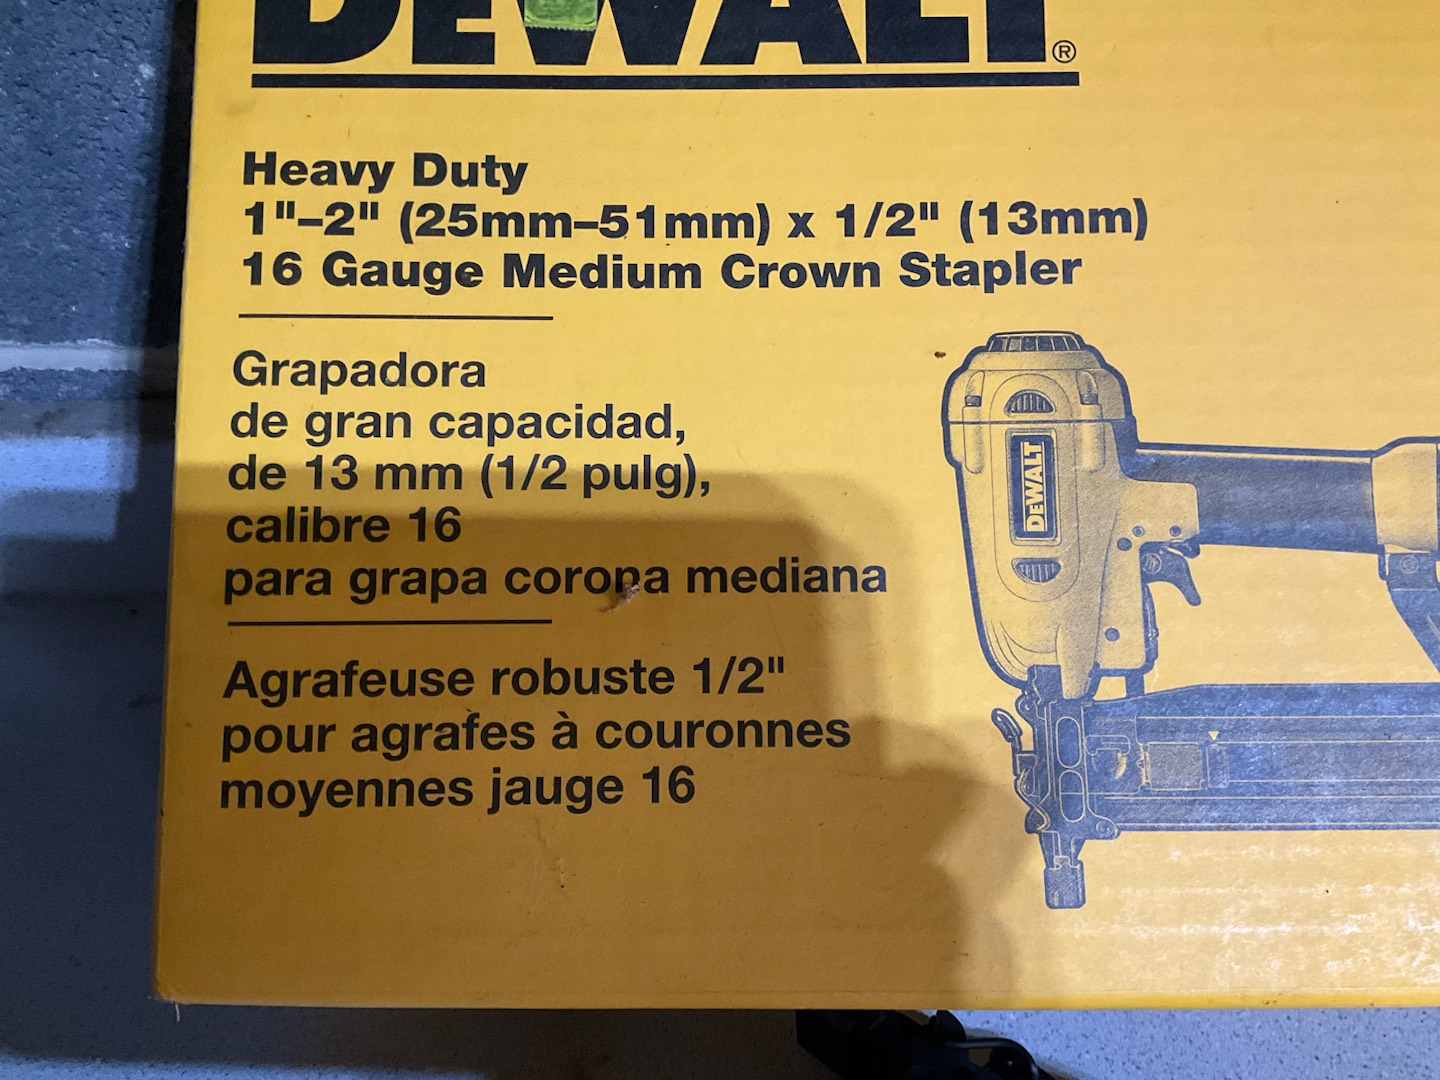 DEWALT®
Heavy Duty
1"–2" (25mm–51mm) x 1/2" (13mm)
16 Gauge Medium Crown Stapler
Grapadora
de gran capacidad,
de 13 mm (1/2 pulg),
calibre 16
para grapa corona mediana
Agrafeuse robuste 1/2"
pour agrafes à couronnes
moyennes jauge 16
DEWALT